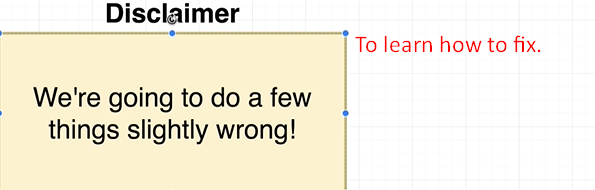 Disclaimer
To learn how to fix.
We're going to do a few
things slightly wrong!